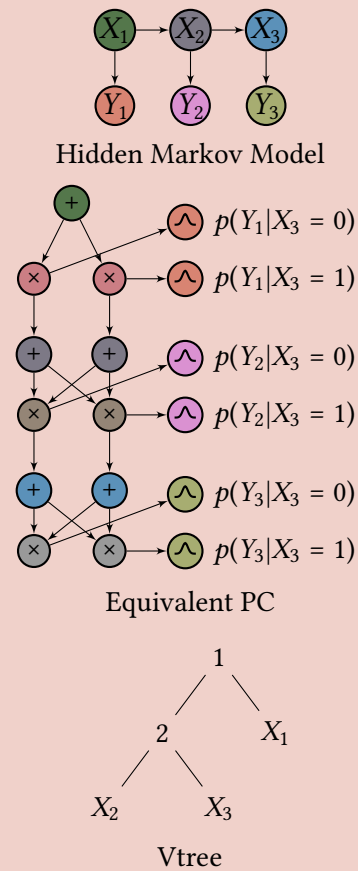 X₁ X₂ X₃
Y₁ Y₂ Y₃
Hidden Markov Model
+
p(Y₁|X₃ = 0)
× × p(Y₁|X₃ = 1)
+ + p(Y₂|X₃ = 0)
× × p(Y₂|X₃ = 1)
+ + p(Y₃|X₃ = 0)
× × p(Y₃|X₃ = 1)
Equivalent PC
1
2 X₁
X₂ X₃
Vtree